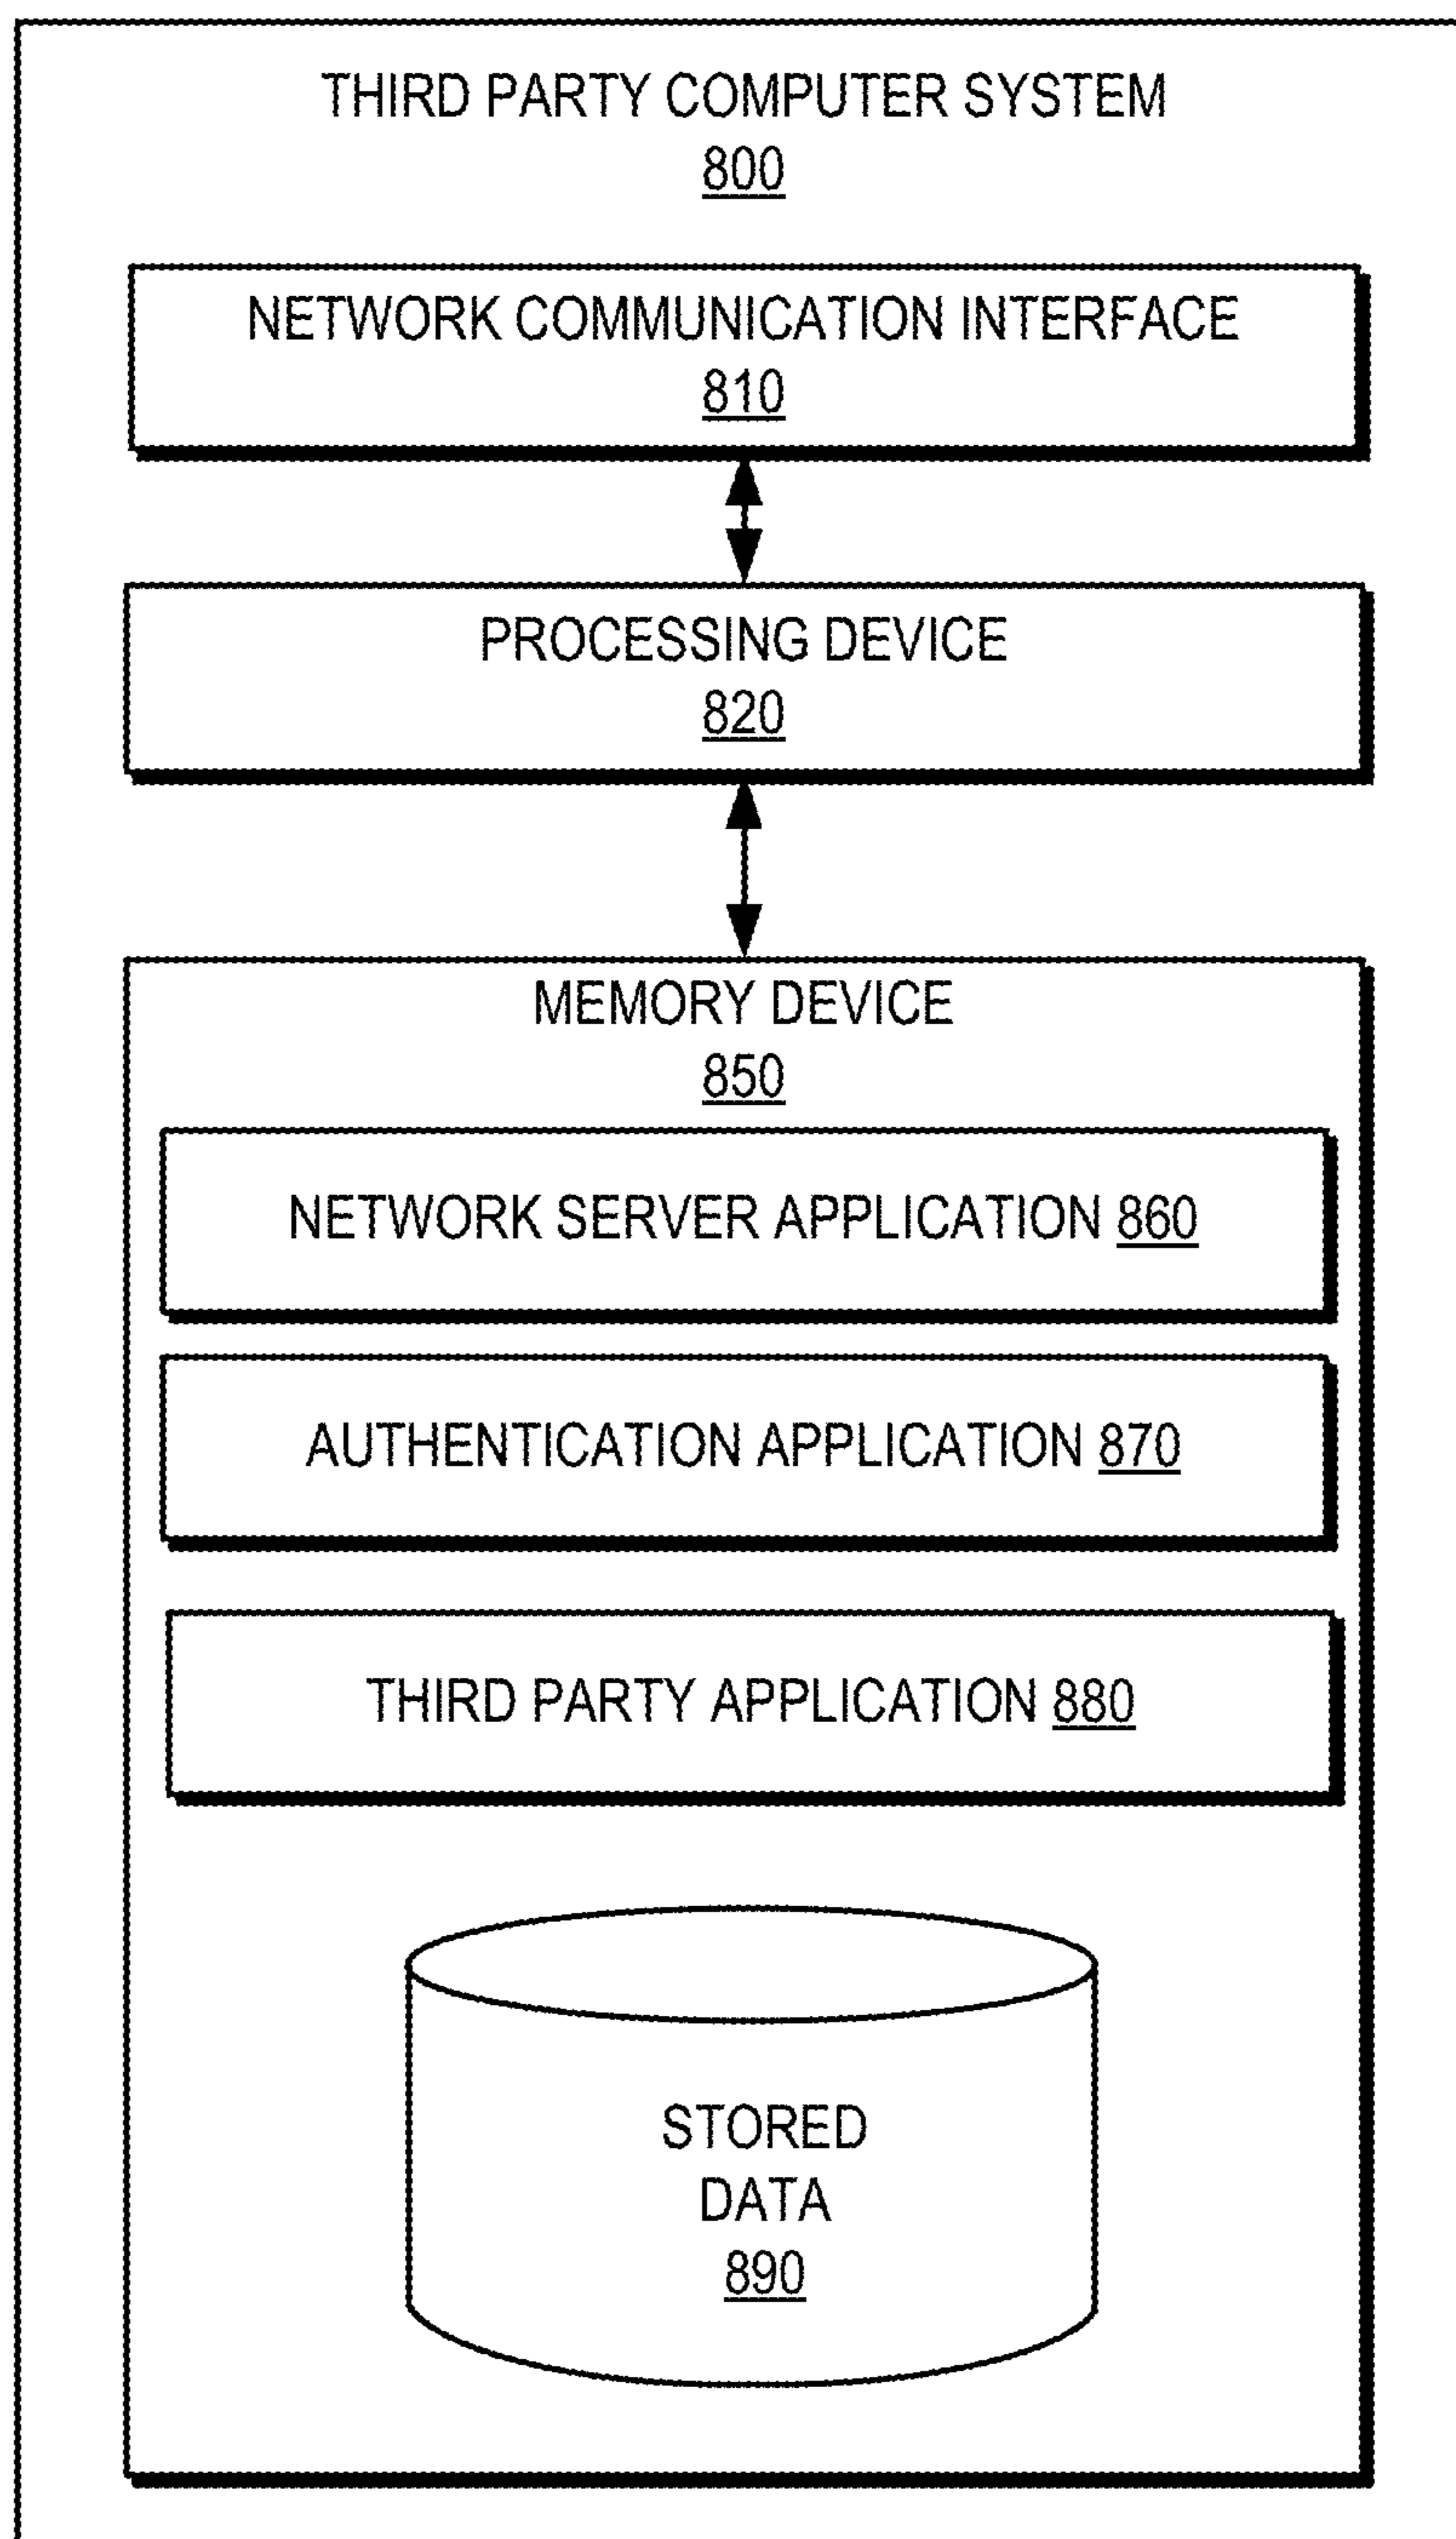 THIRD PARTY COMPUTER SYSTEM
800
NETWORK COMMUNICATION INTERFACE
810
PROCESSING DEVICE
820
MEMORY DEVICE
850
NETWORK SERVER APPLICATION 860
AUTHENTICATION APPLICATION 870
THIRD PARTY APPLICATION 880
STORED
DATA
890